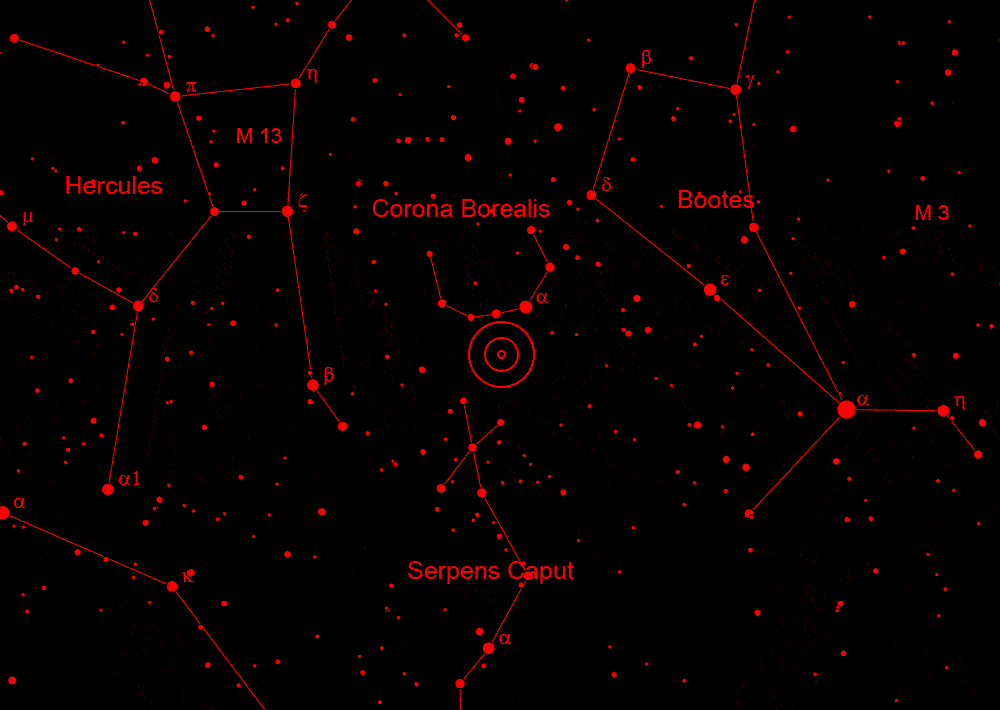 β
γ
π
η
M 13
Hercules
δ
ζ
Corona Borealis
Bootes
M 3
μ
ε
δ
α
β
α
η
α1
α
Serpens Caput
κ
α